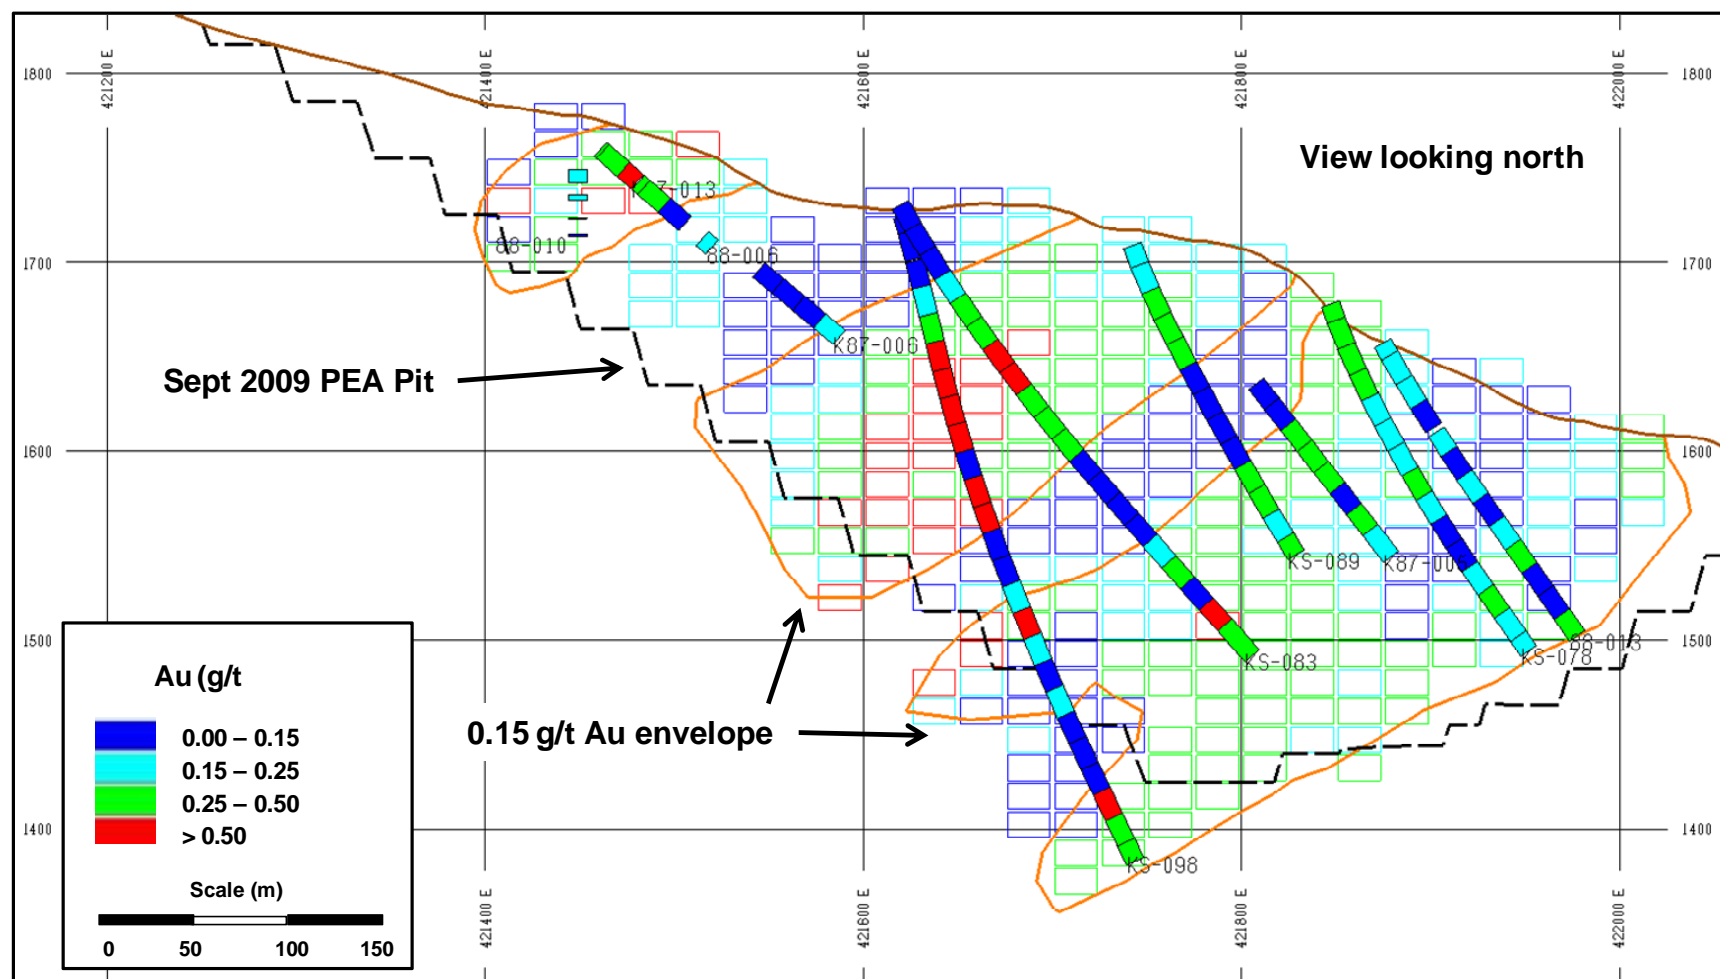 421200 E
421400 E
421600 E
421800 E
422000 E
1800
1800
View looking north
88-010
88-006
1700
1700
K87-006
Sept 2009 PEA Pit
1600
1600
KS-089
K87-005
1500
1500
88-013
KS-078
KS-083
0.15 g/t Au envelope
1400
1400
KS-098
Au (g/t
0.00 – 0.15
0.15 – 0.25
0.25 – 0.50
> 0.50
Scale (m)
0 50 100 150
421400 E
421600 E
421800 E
422000 E